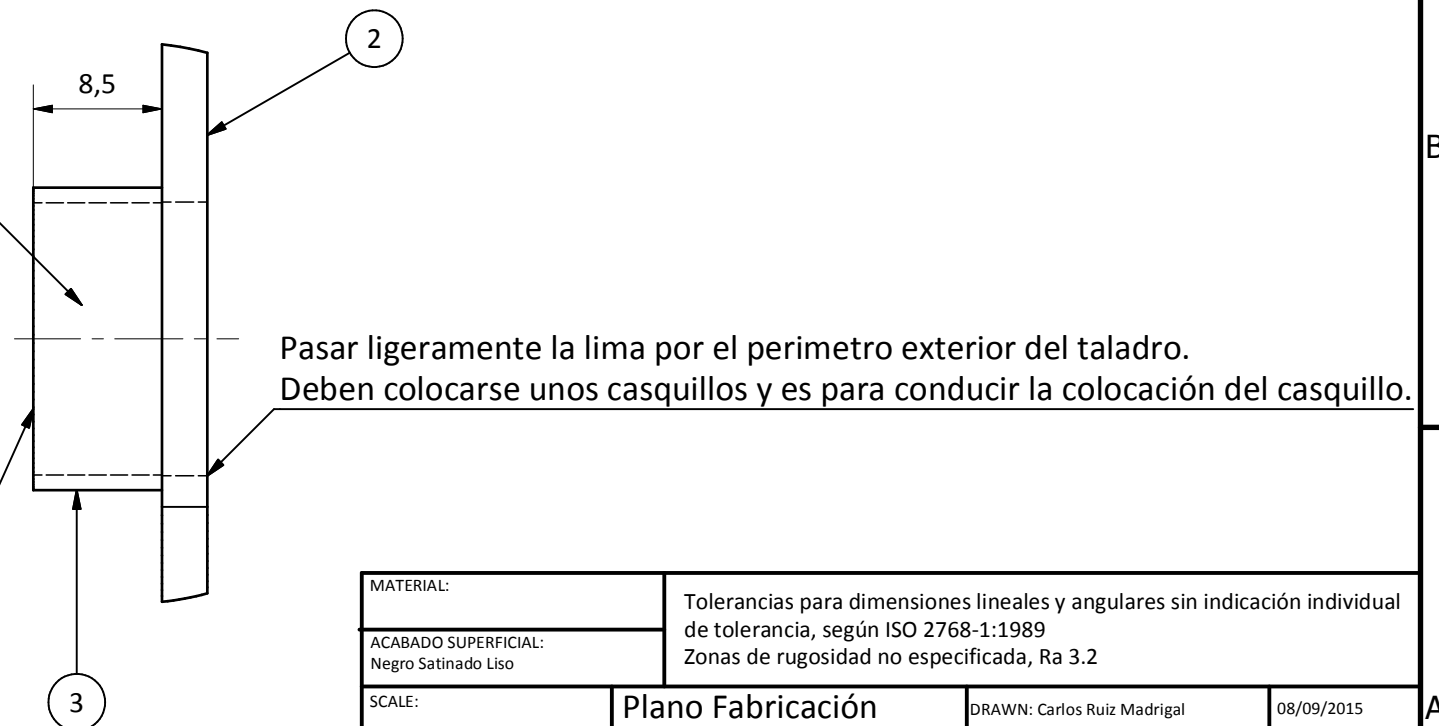 2
8,5
B
Pasar ligeramente la lima por el perimetro exterior del taladro.
Deben colocarse unos casquillos y es para conducir la colocación del casquillo.
3
MATERIAL:
Tolerancias para dimensiones lineales y angulares sin indicación individual
de tolerancia, según ISO 2768-1:1989
Zonas de rugosidad no especificada, Ra 3.2
ACABADO SUPERFICIAL:
Negro Satinado Liso
SCALE:
Plano Fabricación
DRAWN: Carlos Ruiz Madrigal
08/09/2015
A